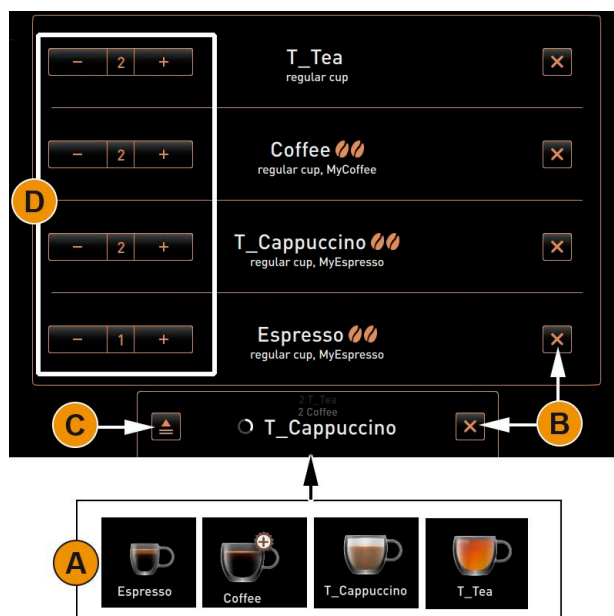 − 2 +
T_Tea
regular cup
− 2 +
Coffee
regular cup, MyCoffee
D
− 2 +
T_Cappuccino
regular cup, MyEspresso
− 1 +
Espresso
regular cup, MyEspresso
2 T_Tea
2 Coffee
C
T_Cappuccino
B
A
Espresso
Coffee
T_Cappuccino
T_Tea